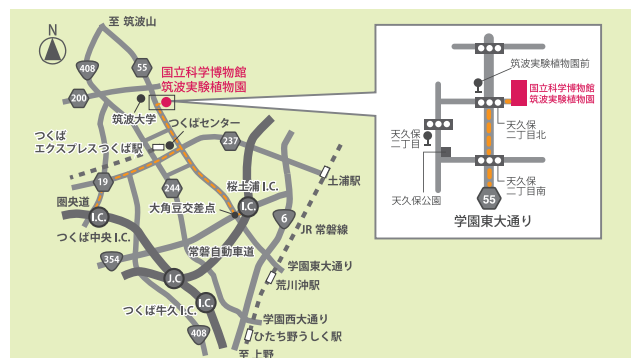 N
至 筑波山
408
55
国立科学博物館
筑波実験植物園
200
筑波大学
つくばセンター
つくば
エクスプレスつくば駅
237
19
244
桜土浦 I.C.
土浦駅
圏央道
I.C.
つくば中央 I.C.
大角豆交差点
I.C.
6
JR 常磐線
354
常磐自動車道
学園東大通り
J.C
荒川沖駅
つくば牛久 I.C.
I.C.
学園西大通り
408
ひたち野うしく駅
至 上野
筑波実験植物園前
国立科学博物館
筑波実験植物園
天久保
二丁目
天久保
二丁目北
天久保公園
天久保
二丁目南
55
学園東大通り